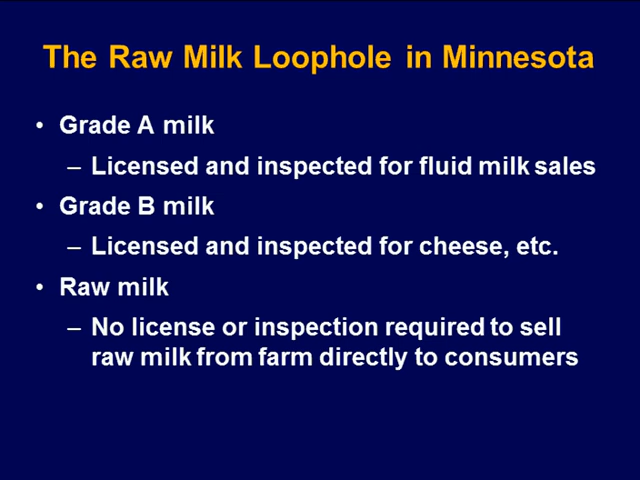 The Raw Milk Loophole in Minnesota
• Grade A milk
– Licensed and inspected for fluid milk sales
• Grade B milk
– Licensed and inspected for cheese, etc.
• Raw milk
– No license or inspection required to sell
raw milk from farm directly to consumers